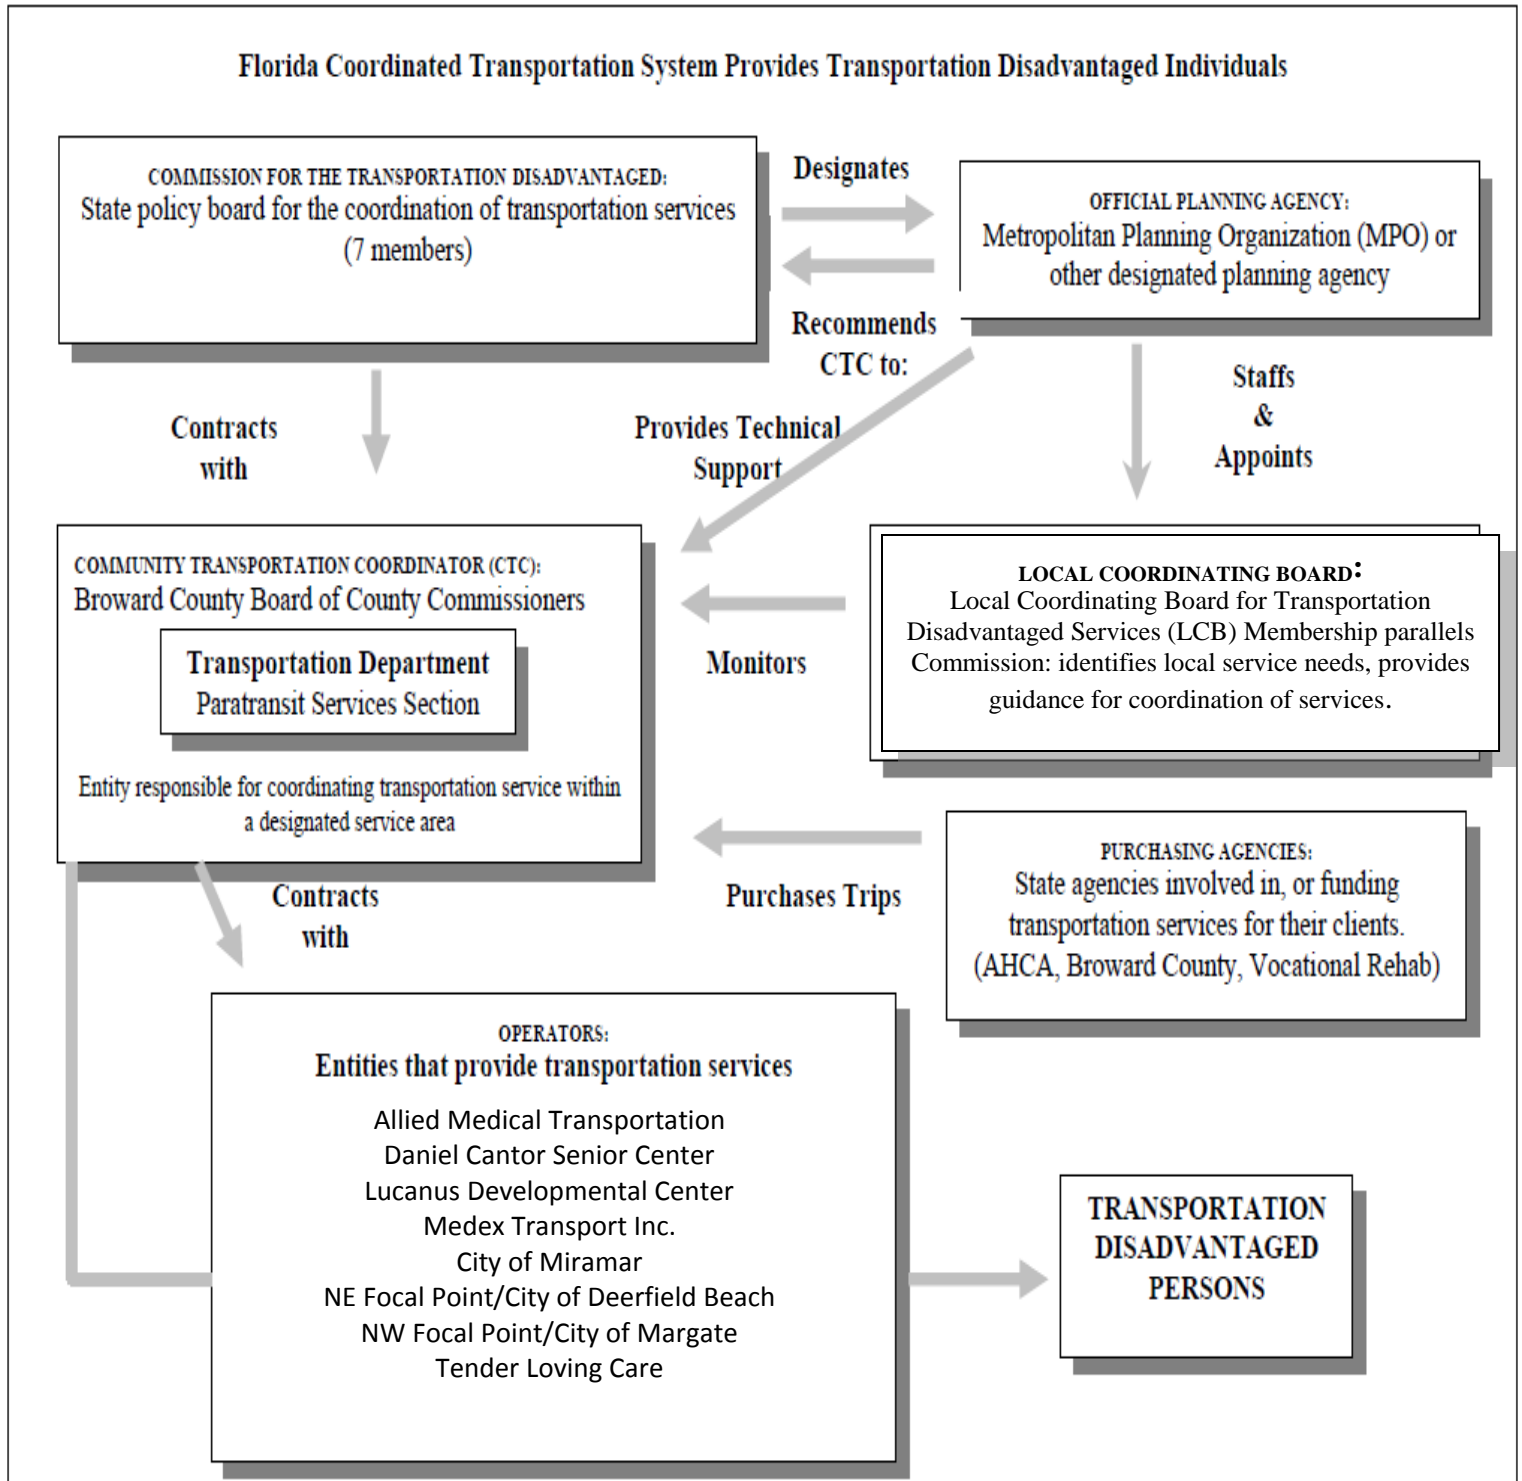 Florida Coordinated Transportation System Provides Transportation Disadvantaged Individuals
COMMISSION FOR THE TRANSPORTATION DISADVANTAGED:
State policy board for the coordination of transportation services
(7 members)
Designates
OFFICIAL PLANNING AGENCY:
Metropolitan Planning Organization (MPO) or
other designated planning agency
Recommends
CTC to:
Contracts
with
Provides Technical
Support
Staffs
&
Appoints
COMMUNITY TRANSPORTATION COORDINATOR (CTC):
Broward County Board of County Commissioners
Transportation Department
Paratransit Services Section
Entity responsible for coordinating transportation service within
a designated service area
Monitors
LOCAL COORDINATING BOARD:
Local Coordinating Board for Transportation
Disadvantaged Services (LCB) Membership parallels
Commission: identifies local service needs, provides
guidance for coordination of services.
Contracts
with
Purchases Trips
PURCHASING AGENCIES:
State agencies involved in, or funding
transportation services for their clients.
(AHCA, Broward County, Vocational Rehab)
OPERATORS:
Entities that provide transportation services
Allied Medical Transportation
Daniel Cantor Senior Center
Lucanus Developmental Center
Medex Transport Inc.
City of Miramar
NE Focal Point/City of Deerfield Beach
NW Focal Point/City of Margate
Tender Loving Care
TRANSPORTATION
DISADVANTAGED
PERSONS